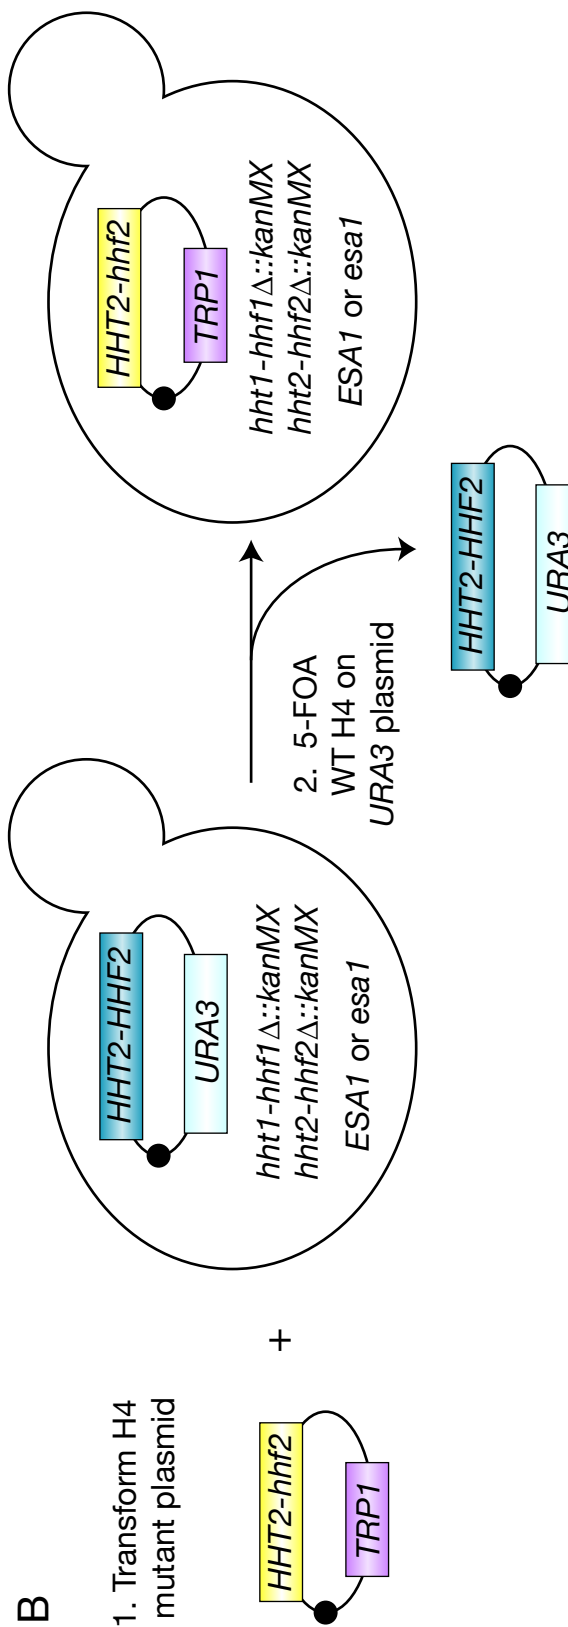 B
1. Transform H4
mutant plasmid
HHT2-hhf2
TRP1
+
HHT2-HHF2
URA3
hht1-hhf1Δ::kanMX
hht2-hhf2Δ::kanMX
ESA1 or esa1
2. 5-FOA
WT H4 on
URA3 plasmid
HHT2-HHF2
URA3
HHT2-hhf2
TRP1
hht1-hhf1Δ::kanMX
hht2-hhf2Δ::kanMX
ESA1 or esa1